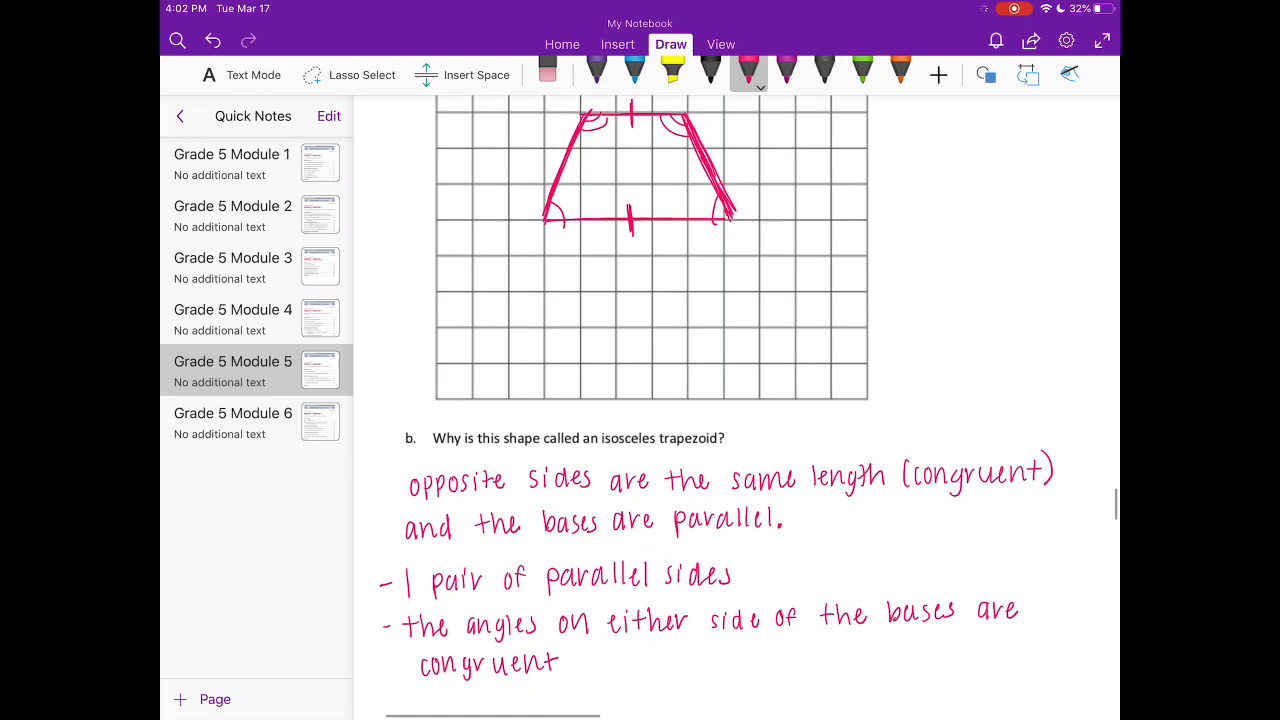 4:02 PM Tue Mar 17
32%
My Notebook
Home Insert Draw View
A Text Mode Lasso Select Insert Space
Quick Notes Edit
Grade 5 Module 1
No additional text
Grade 5 Module 2
No additional text
Grade 5 Module 3
No additional text
Grade 5 Module 4
No additional text
Grade 5 Module 5
No additional text
Grade 5 Module 6
No additional text
Page
b. Why is this shape called an isosceles trapezoid?
opposite sides are the same length (congruent)
and the bases are parallel.
- 1 pair of parallel sides
- the angles on either side of the bases are
congruent